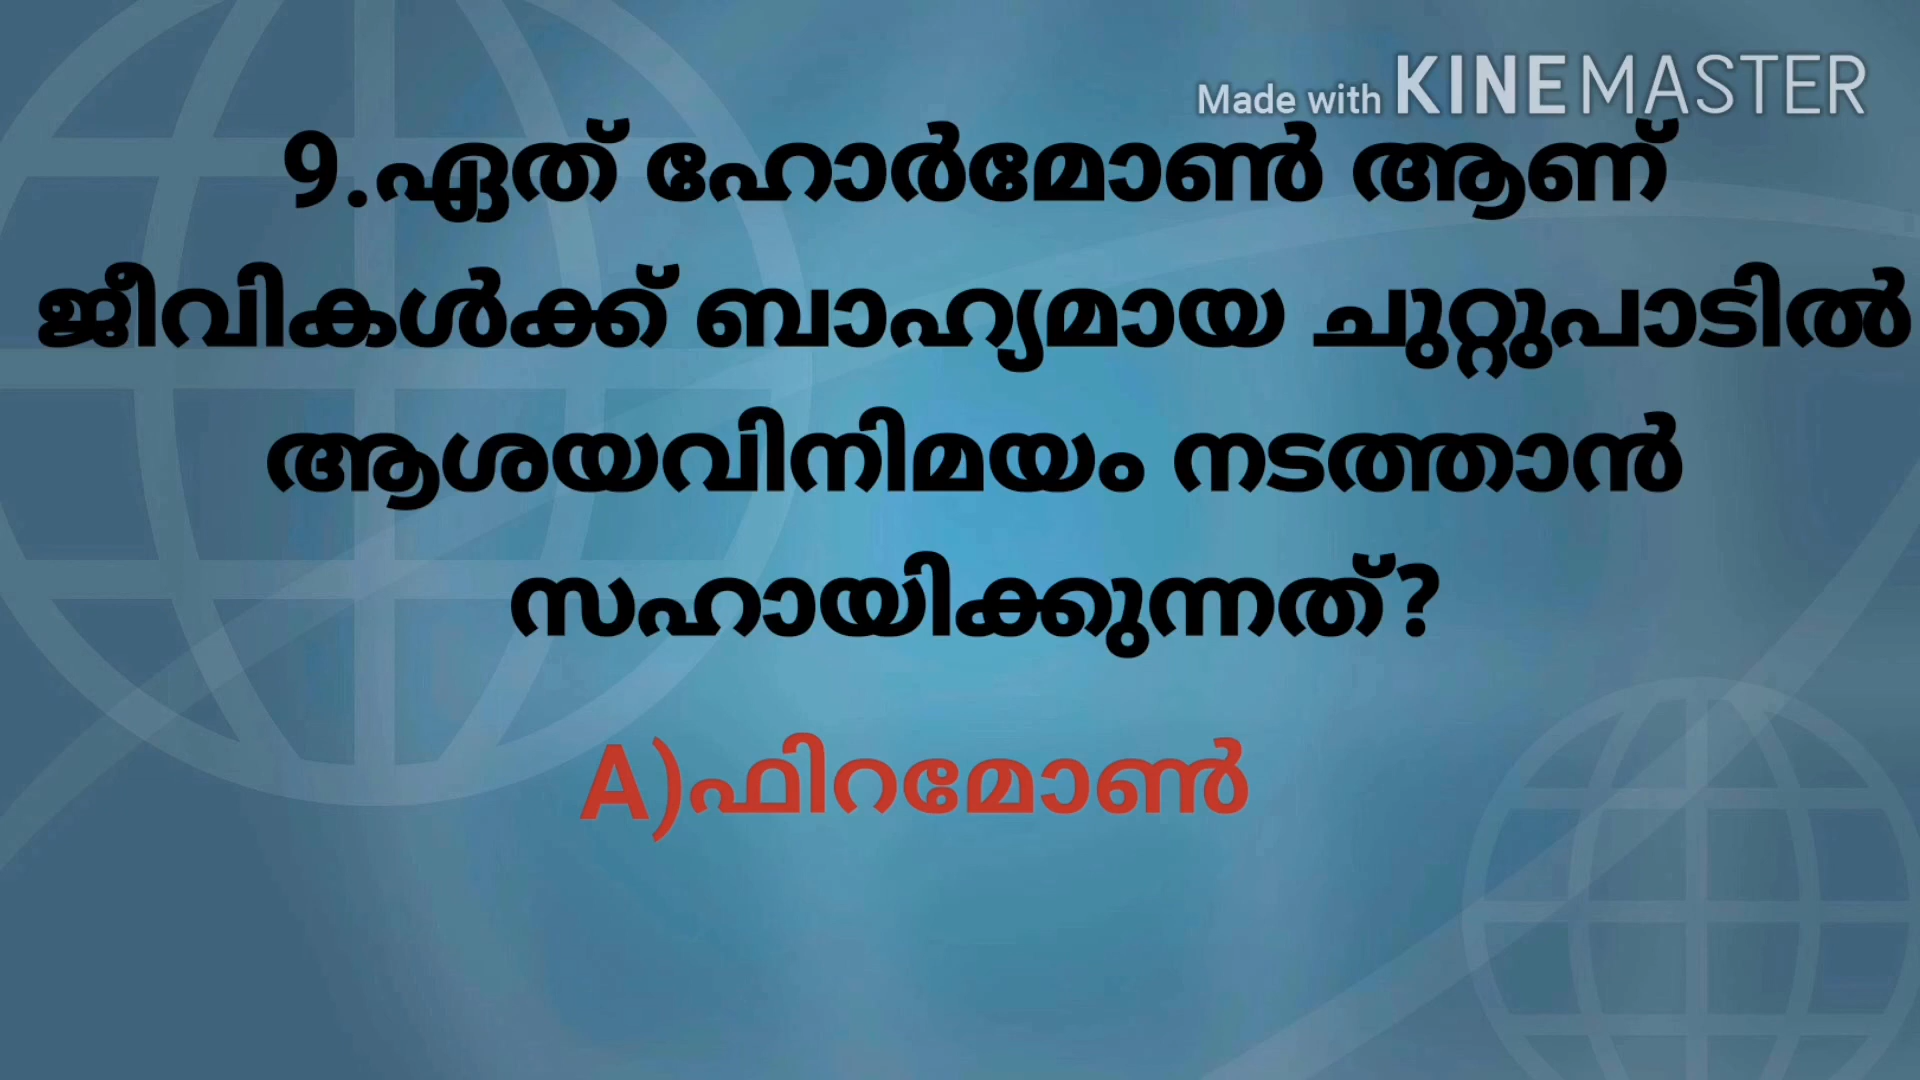 Made with KINEMASTER
9.ഏത് ഹോർമോൺ ആണ്
ജീവികൾക്ക് ബാഹ്യമായ ചുറ്റുപാടിൽ
ആശയവിനിമയം നടത്താൻ
സഹായിക്കുന്നത്?
A)ഫിറമോൺ